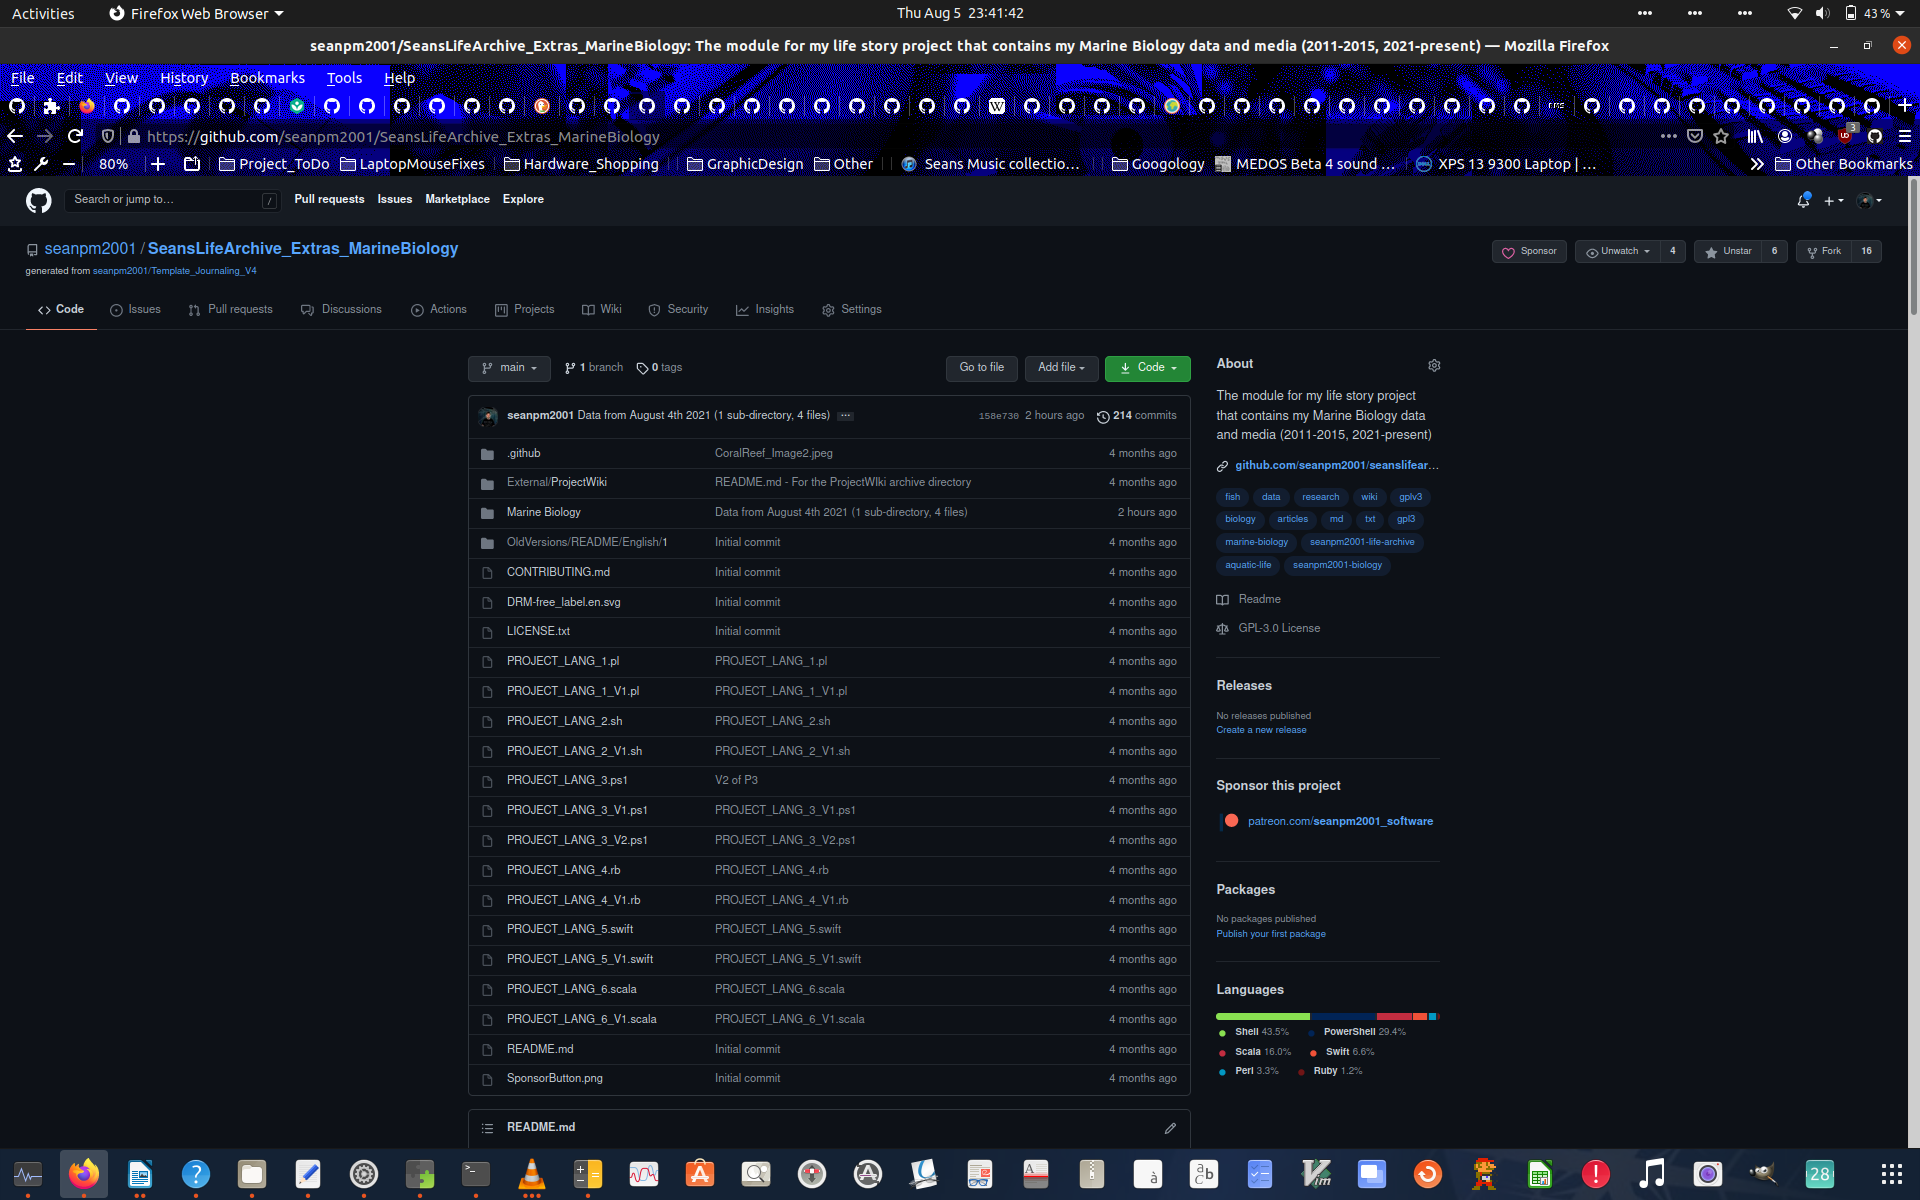 Activities Firefox Web Browser Thu Aug 5 23:41:42 43 %
seanpm2001/SeansLifeArchive_Extras_MarineBiology: The module for my life story project that contains my Marine Biology data and media (2011-2015, 2021-present) — Mozilla Firefox
File Edit View History Bookmarks Tools Help
https://github.com/seanpm2001/SeansLifeArchive_Extras_MarineBiology 3
80% Project_ToDo LaptopMouseFixes Hardware_Shopping GraphicDesign Other Seans Music collectio… Googology MEDOS Beta 4 sound … XPS 13 9300 Laptop | … Other Bookmarks
Search or jump to… / Pull requests Issues Marketplace Explore
seanpm2001 / SeansLifeArchive_Extras_MarineBiology Sponsor Unwatch 4 Unstar 6 Fork 16
generated from seanpm2001/Template_Journaling_V4
Code Issues Pull requests Discussions Actions Projects Wiki Security Insights Settings
main 1 branch 0 tags Go to file Add file Code
seanpm2001 Data from August 4th 2021 (1 sub-directory, 4 files) ... 158e730 2 hours ago 214 commits
.github CoralReef_Image2.jpeg 4 months ago
External/ProjectWiki README.md - For the ProjectWIki archive directory 4 months ago
Marine Biology Data from August 4th 2021 (1 sub-directory, 4 files) 2 hours ago
OldVersions/README/English/1 Initial commit 4 months ago
CONTRIBUTING.md Initial commit 4 months ago
DRM-free_label.en.svg Initial commit 4 months ago
LICENSE.txt Initial commit 4 months ago
PROJECT_LANG_1.pl PROJECT_LANG_1.pl 4 months ago
PROJECT_LANG_1_V1.pl PROJECT_LANG_1_V1.pl 4 months ago
PROJECT_LANG_2.sh PROJECT_LANG_2.sh 4 months ago
PROJECT_LANG_2_V1.sh PROJECT_LANG_2_V1.sh 4 months ago
PROJECT_LANG_3.ps1 V2 of P3 4 months ago
PROJECT_LANG_3_V1.ps1 PROJECT_LANG_3_V1.ps1 4 months ago
PROJECT_LANG_3_V2.ps1 PROJECT_LANG_3_V2.ps1 4 months ago
PROJECT_LANG_4.rb PROJECT_LANG_4.rb 4 months ago
PROJECT_LANG_4_V1.rb PROJECT_LANG_4_V1.rb 4 months ago
PROJECT_LANG_5.swift PROJECT_LANG_5.swift 4 months ago
PROJECT_LANG_5_V1.swift PROJECT_LANG_5_V1.swift 4 months ago
PROJECT_LANG_6.scala PROJECT_LANG_6.scala 4 months ago
PROJECT_LANG_6_V1.scala PROJECT_LANG_6_V1.scala 4 months ago
README.md Initial commit 4 months ago
SponsorButton.png Initial commit 4 months ago
README.md
About
The module for my life story project
that contains my Marine Biology data
and media (2011-2015, 2021-present)
github.com/seanpm2001/seanslifear…
fish data research wiki gplv3
biology articles md txt gpl3
marine-biology seanpm2001-life-archive
aquatic-life seanpm2001-biology
Readme
GPL-3.0 License
Releases
No releases published
Create a new release
Sponsor this project
patreon.com/seanpm2001_software
Packages
No packages published
Publish your first package
Languages
Shell 43.5% PowerShell 29.4%
Scala 16.0% Swift 6.6%
Perl 3.3% Ruby 1.2%
28